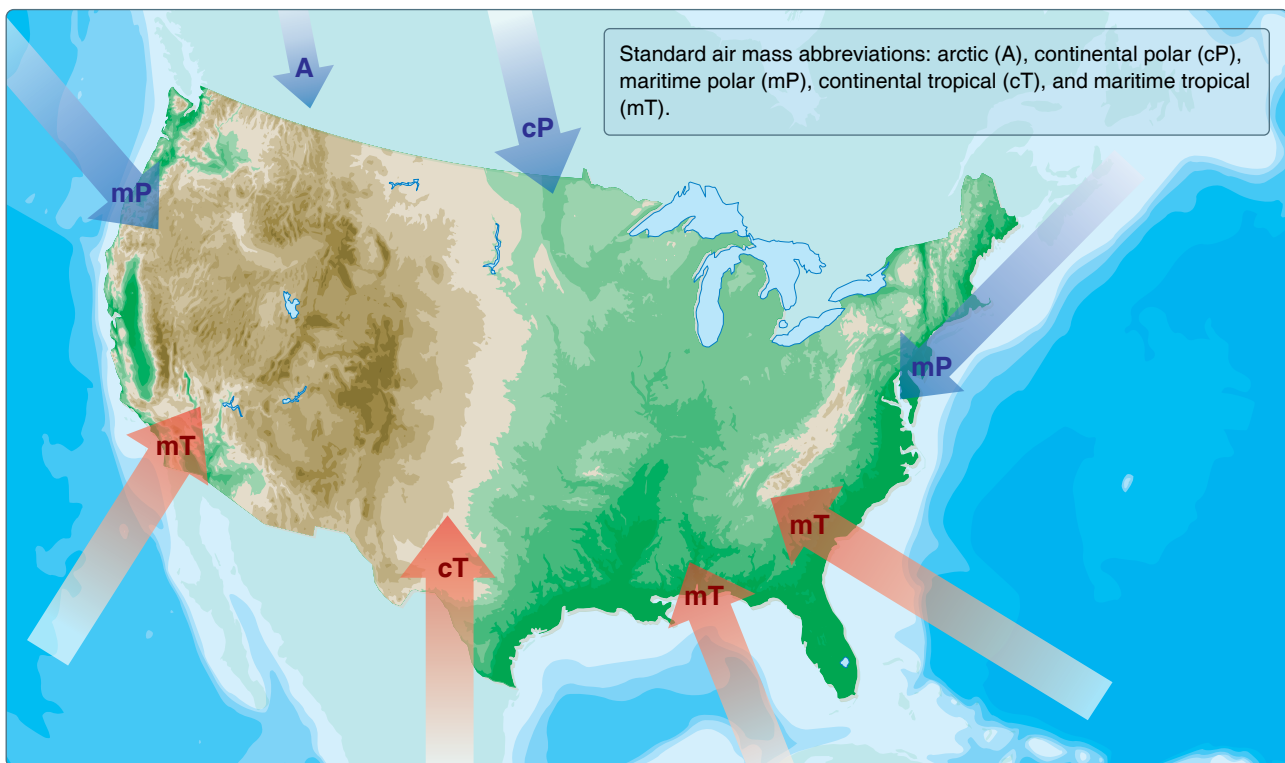 Standard air mass abbreviations: arctic (A), continental polar (cP),
maritime polar (mP), continental tropical (cT), and maritime tropical
(mT).
A
cP
mP
mP
mT
mT
cT
mT